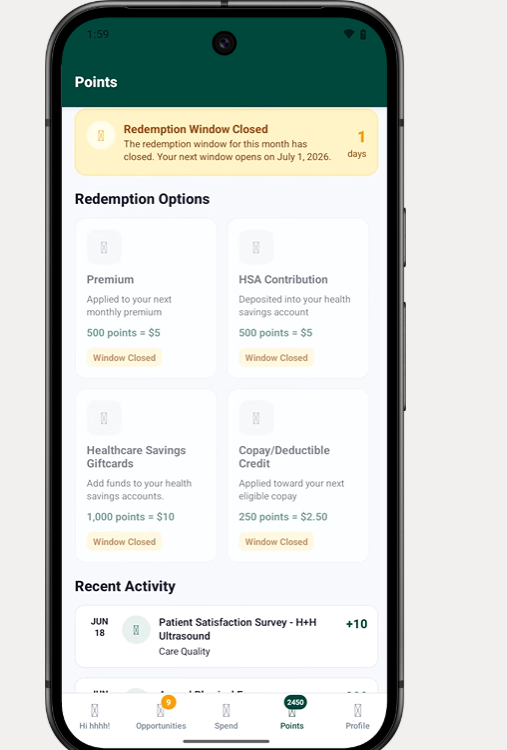 1:59
Points
Redemption Window Closed
The redemption window for this month has
closed. Your next window opens on July 1, 2026.
1
days
Redemption Options
Premium
Applied to your next
monthly premium
500 points = $5
Window Closed
HSA Contribution
Deposited into your health
savings account
500 points = $5
Window Closed
Healthcare Savings
Giftcards
Add funds to your health
savings accounts.
1,000 points = $10
Window Closed
Copay/Deductible
Credit
Applied toward your next
eligible copay
250 points = $2.50
Window Closed
Recent Activity
JUN
18
Patient Satisfaction Survey - H+H
Ultrasound
Care Quality
+10
Hi hhhh!
9
Opportunities
Spend
2450
Points
Profile